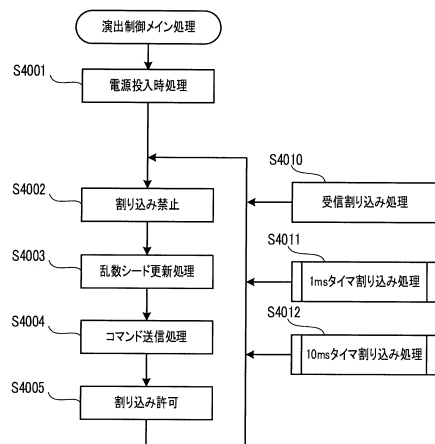 演出制御メイン処理
S4001
電源投入時処理
S4010
受信割り込み処理
S4002
割り込み禁止
S4011
1msタイマ割り込み処理
S4003
乱数シード更新処理
S4012
10msタイマ割り込み処理
S4004
コマンド送信処理
S4005
割り込み許可